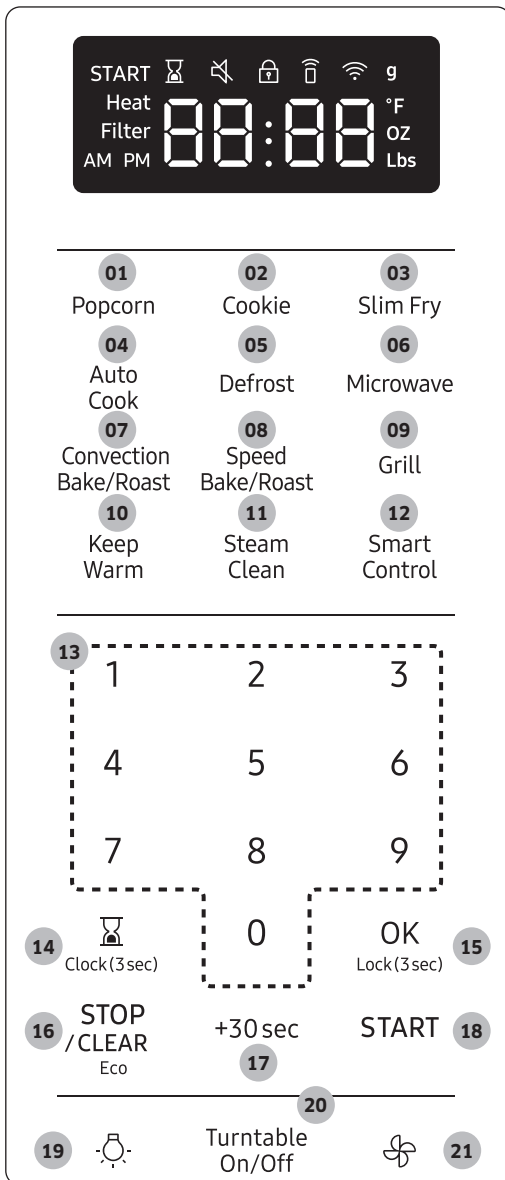 START g
Heat °F
Filter 88:88 OZ
AM PM Lbs
01 02 03
Popcorn Cookie Slim Fry
04 05 06
Auto
Cook Defrost Microwave
07 08 09
Convection
Bake/Roast Speed
Bake/Roast Grill
10 11 12
Keep
Warm Steam
Clean Smart
Control
13
1 2 3
4 5 6
7 8 9
14 0 OK 15
Clock(3 sec) Lock(3 sec)
16 STOP
/CLEAR
Eco
+30 sec
17
START 18
20
19 Turntable
On/Off 21